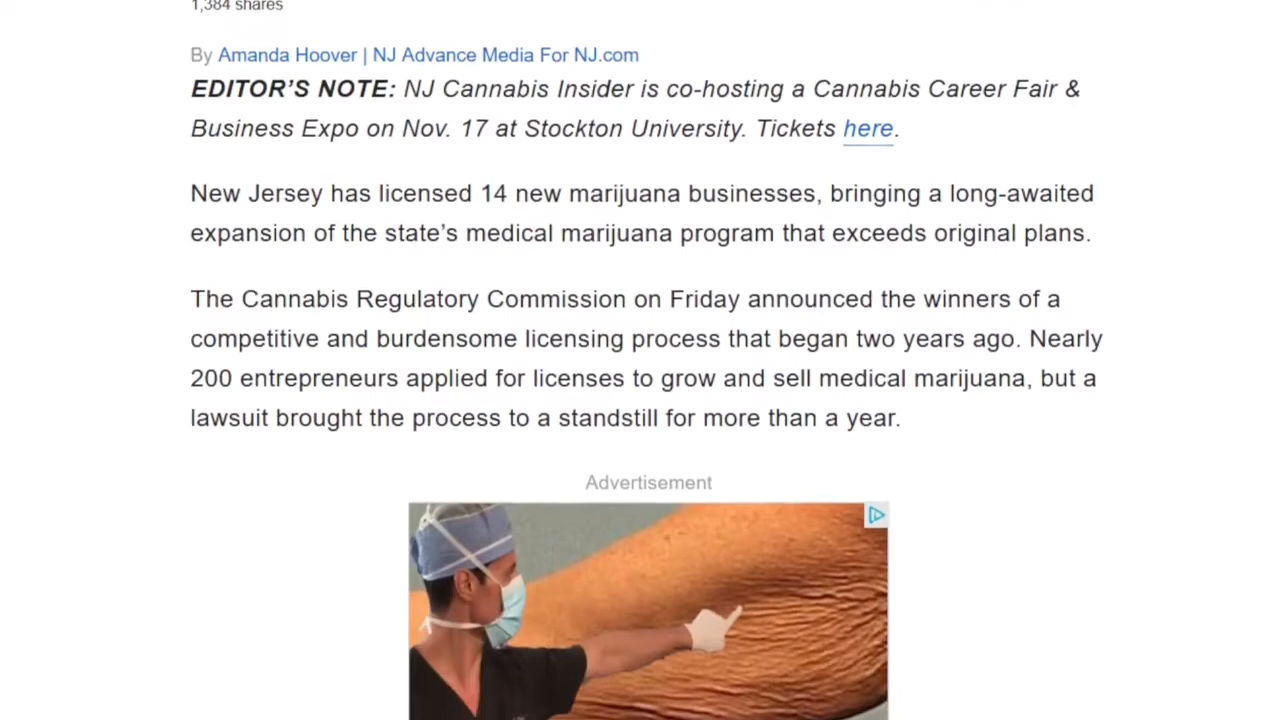 1,384 shares
By Amanda Hoover | NJ Advance Media For NJ.com
EDITOR’S NOTE: NJ Cannabis Insider is co-hosting a Cannabis Career Fair &
Business Expo on Nov. 17 at Stockton University. Tickets here.
New Jersey has licensed 14 new marijuana businesses, bringing a long-awaited
expansion of the state’s medical marijuana program that exceeds original plans.
The Cannabis Regulatory Commission on Friday announced the winners of a
competitive and burdensome licensing process that began two years ago. Nearly
200 entrepreneurs applied for licenses to grow and sell medical marijuana, but a
lawsuit brought the process to a standstill for more than a year.
Advertisement